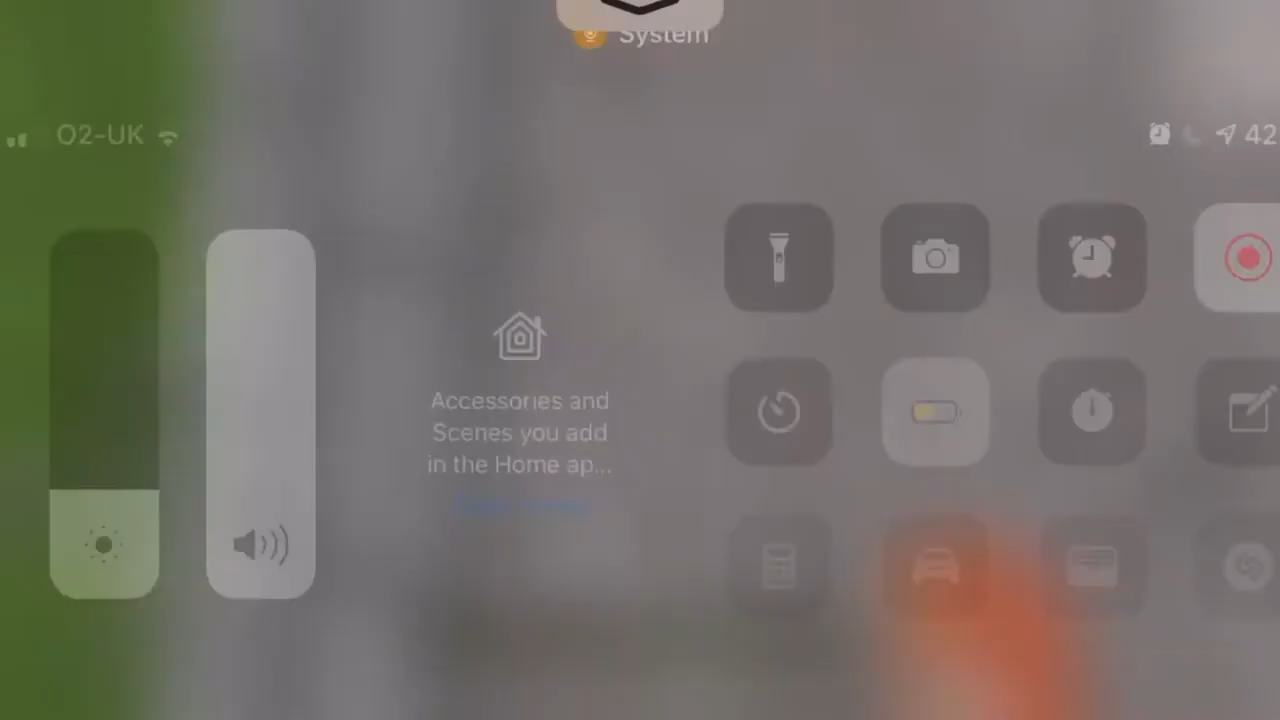 System
O2-UK
42
Accessories and
Scenes you add
in the Home ap...